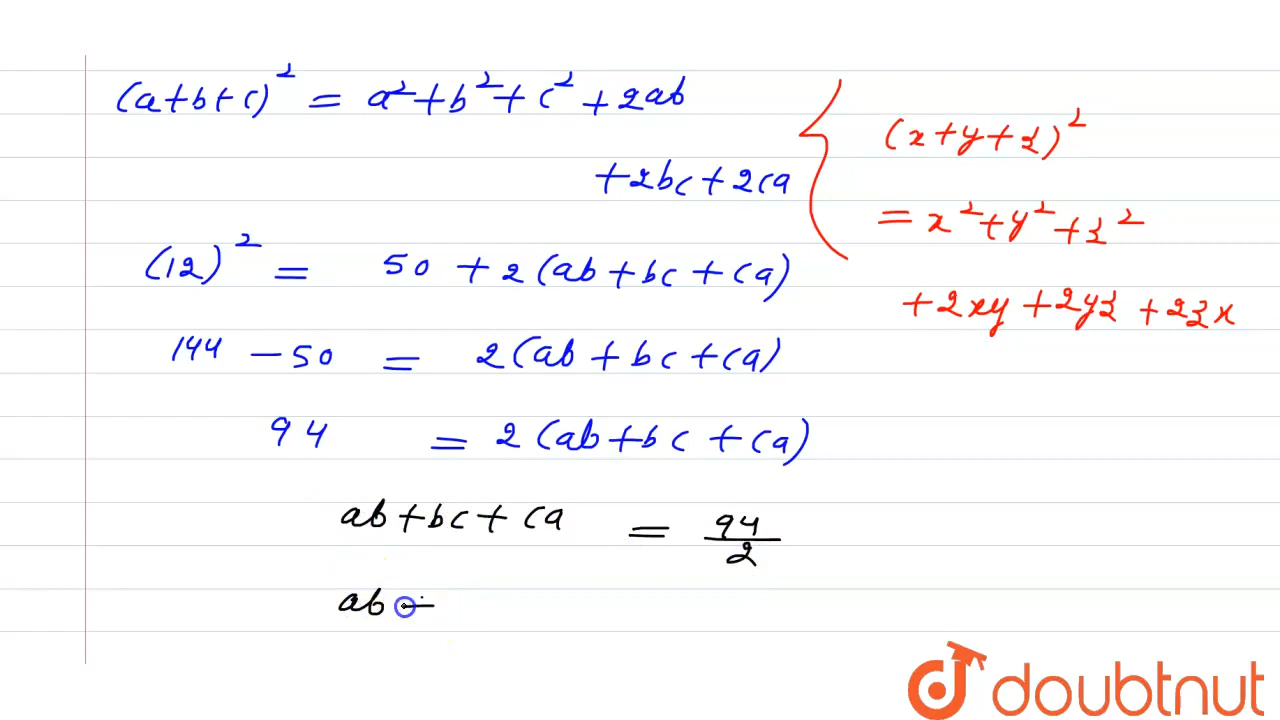 (a+b+c)² = a²+b²+c²+2ab
+2bc+2ca
(12)² = 50 + 2(ab+bc+ca)
144 - 50 = 2(ab+bc+ca)
94 = 2(ab+bc+ca)
ab+bc+ca = 94/2
ab +
(x+y+z)²
= x²+y²+z²
+2xy+2yz+2zx
doubtnut